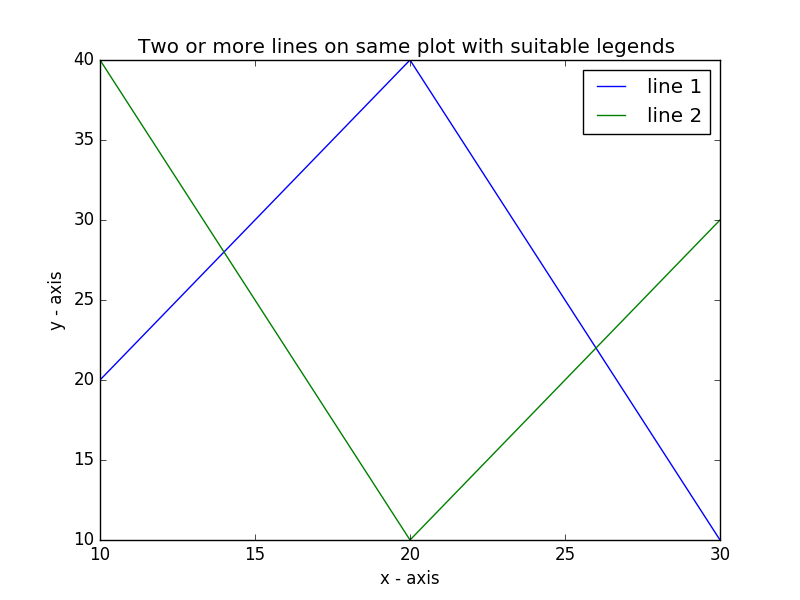 Two or more lines on same plot with suitable legends
line 1
line 2
40
35
30
25
20
15
10
y - axis
10 15 20 25 30
x - axis